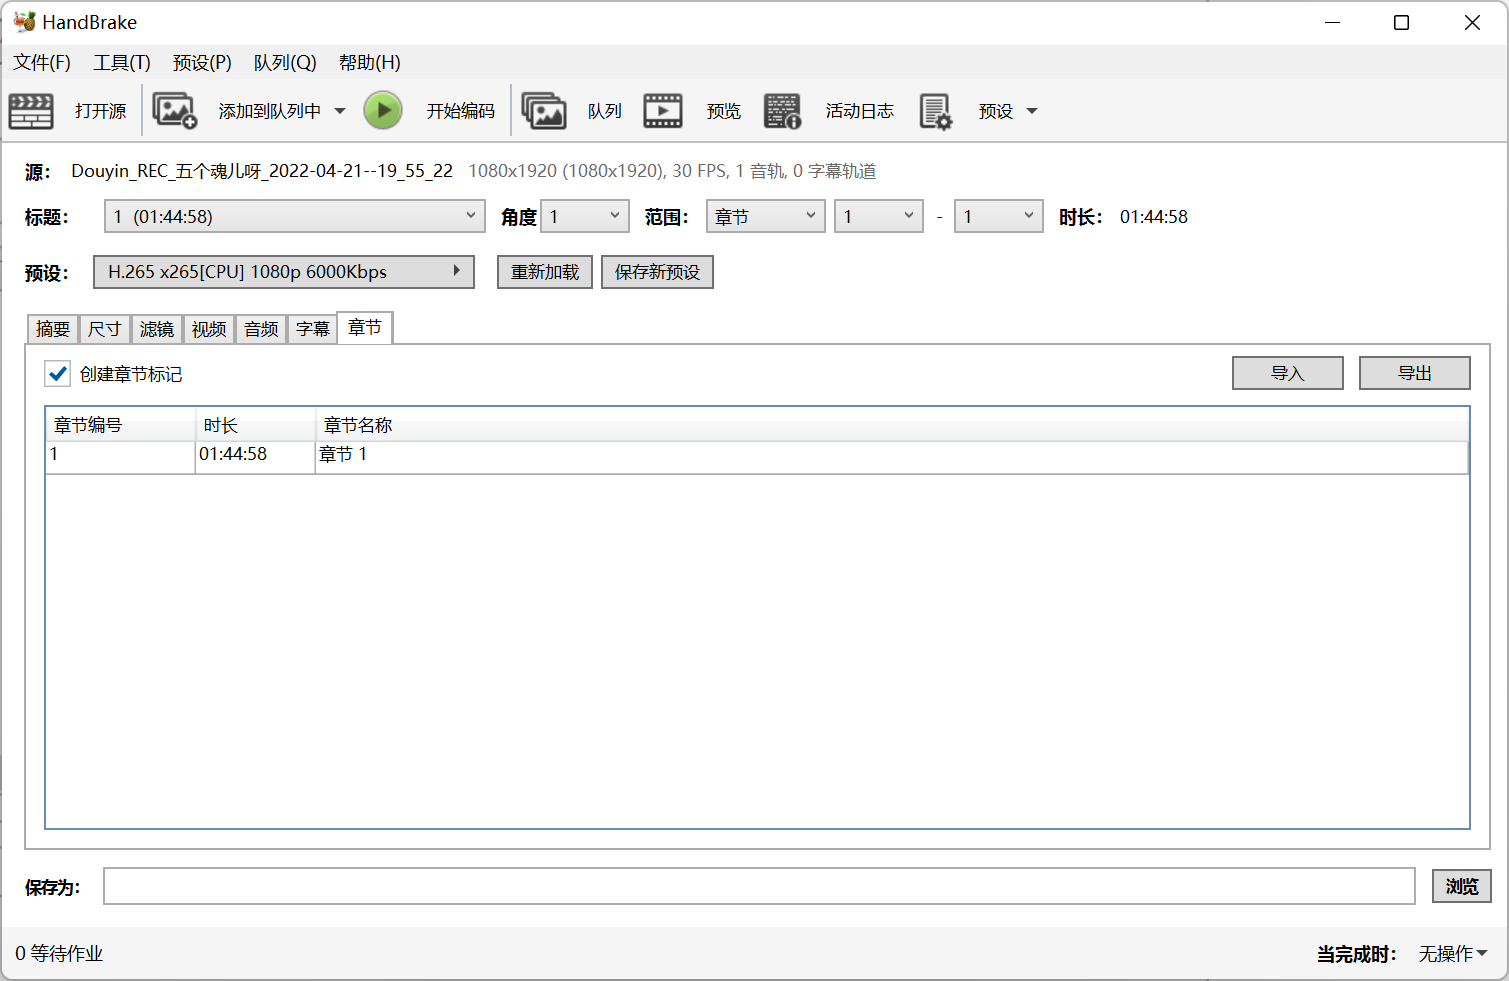 HandBrake
文件(F) 工具(T) 预设(P) 队列(Q) 帮助(H)
打开源 添加到队列中 开始编码 队列 预览 活动日志 预设
源： Douyin_REC_五个魂儿呀_2022-04-21--19_55_22 1080x1920 (1080x1920), 30 FPS, 1 音轨, 0 字幕轨道
标题： 1 (01:44:58) 角度 1 范围： 章节 1 - 1 时长： 01:44:58
预设： H.265 x265[CPU] 1080p 6000Kbps 重新加载 保存新预设
摘要 尺寸 滤镜 视频 音频 字幕 章节
创建章节标记 导入 导出
章节编号 时长 章节名称
1 01:44:58 章节 1
保存为： 浏览
0 等待作业 当完成时： 无操作